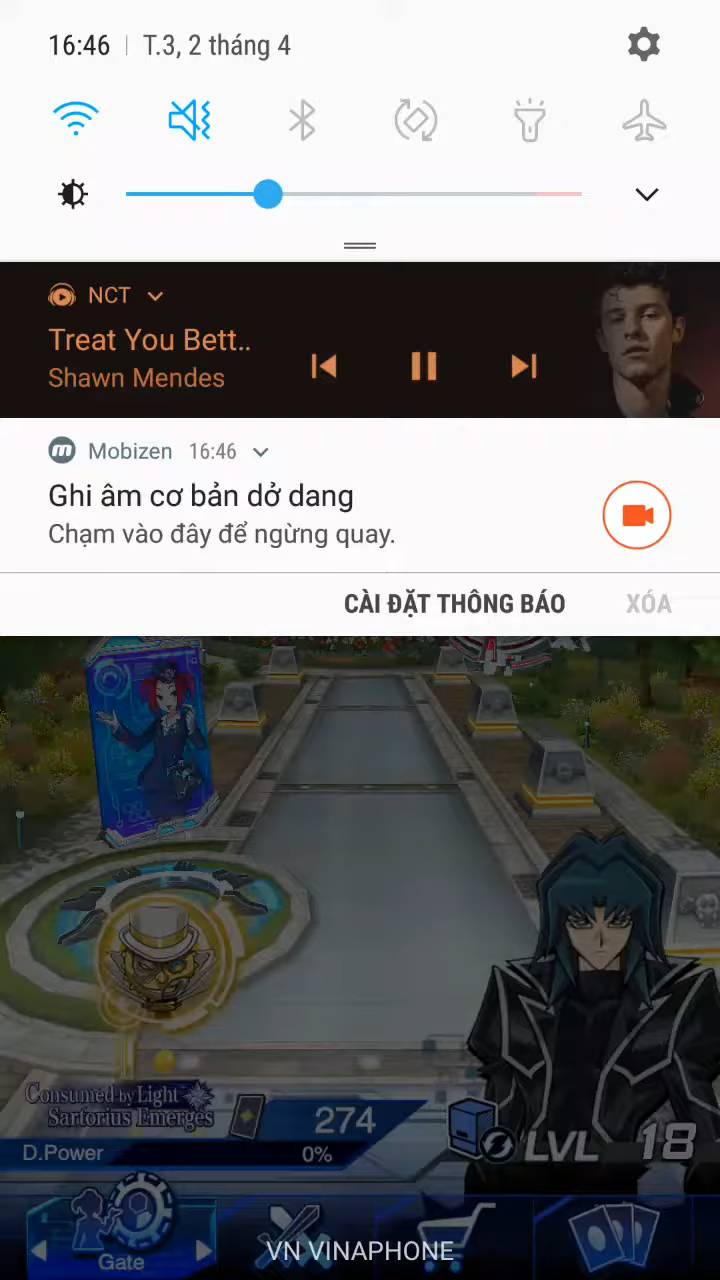 16:46 | T.3, 2 tháng 4
NCT
Treat You Bett..
Shawn Mendes
Mobizen 16:46
Ghi âm cơ bản dở dang
Chạm vào đây để ngừng quay.
CÀI ĐẶT THÔNG BÁO XÓA
Consumed by Light
Sartorius Emerges
274
D.Power 0%
LVL 18
Gate
VN VINAPHONE